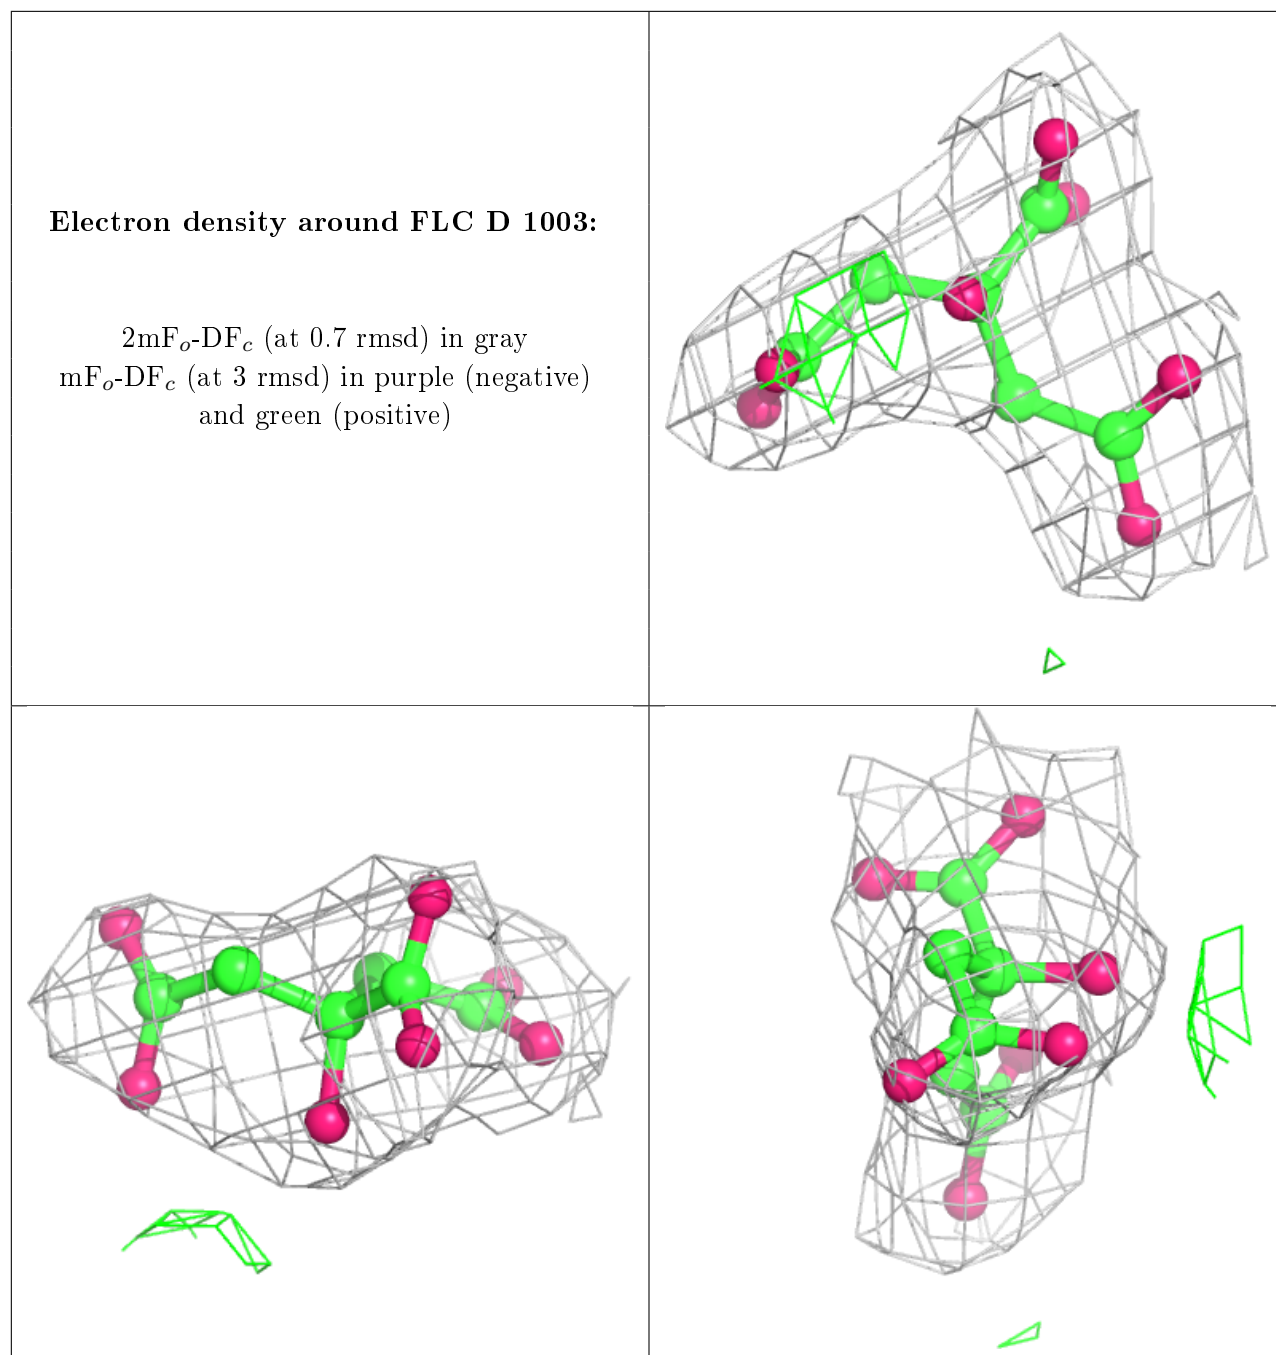 Electron density around FLC D 1003:
2mFo-DFc (at 0.7 rmsd) in gray
mFo-DFc (at 3 rmsd) in purple (negative)
and green (positive)